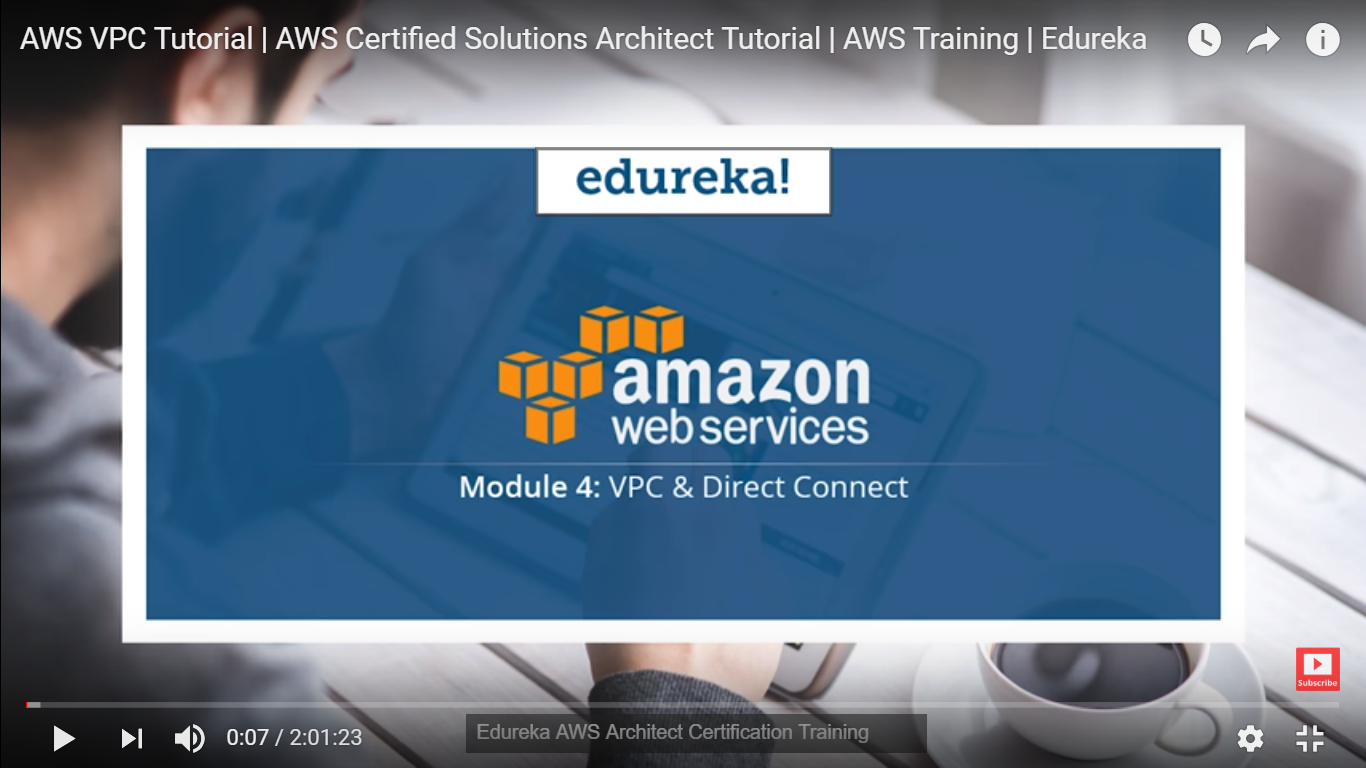 AWS VPC Tutorial | AWS Certified Solutions Architect Tutorial | AWS Training | Edureka
edureka!
amazon
web services
Module 4: VPC & Direct Connect
Subscribe
0:07 / 2:01:23
Edureka AWS Architect Certification Training